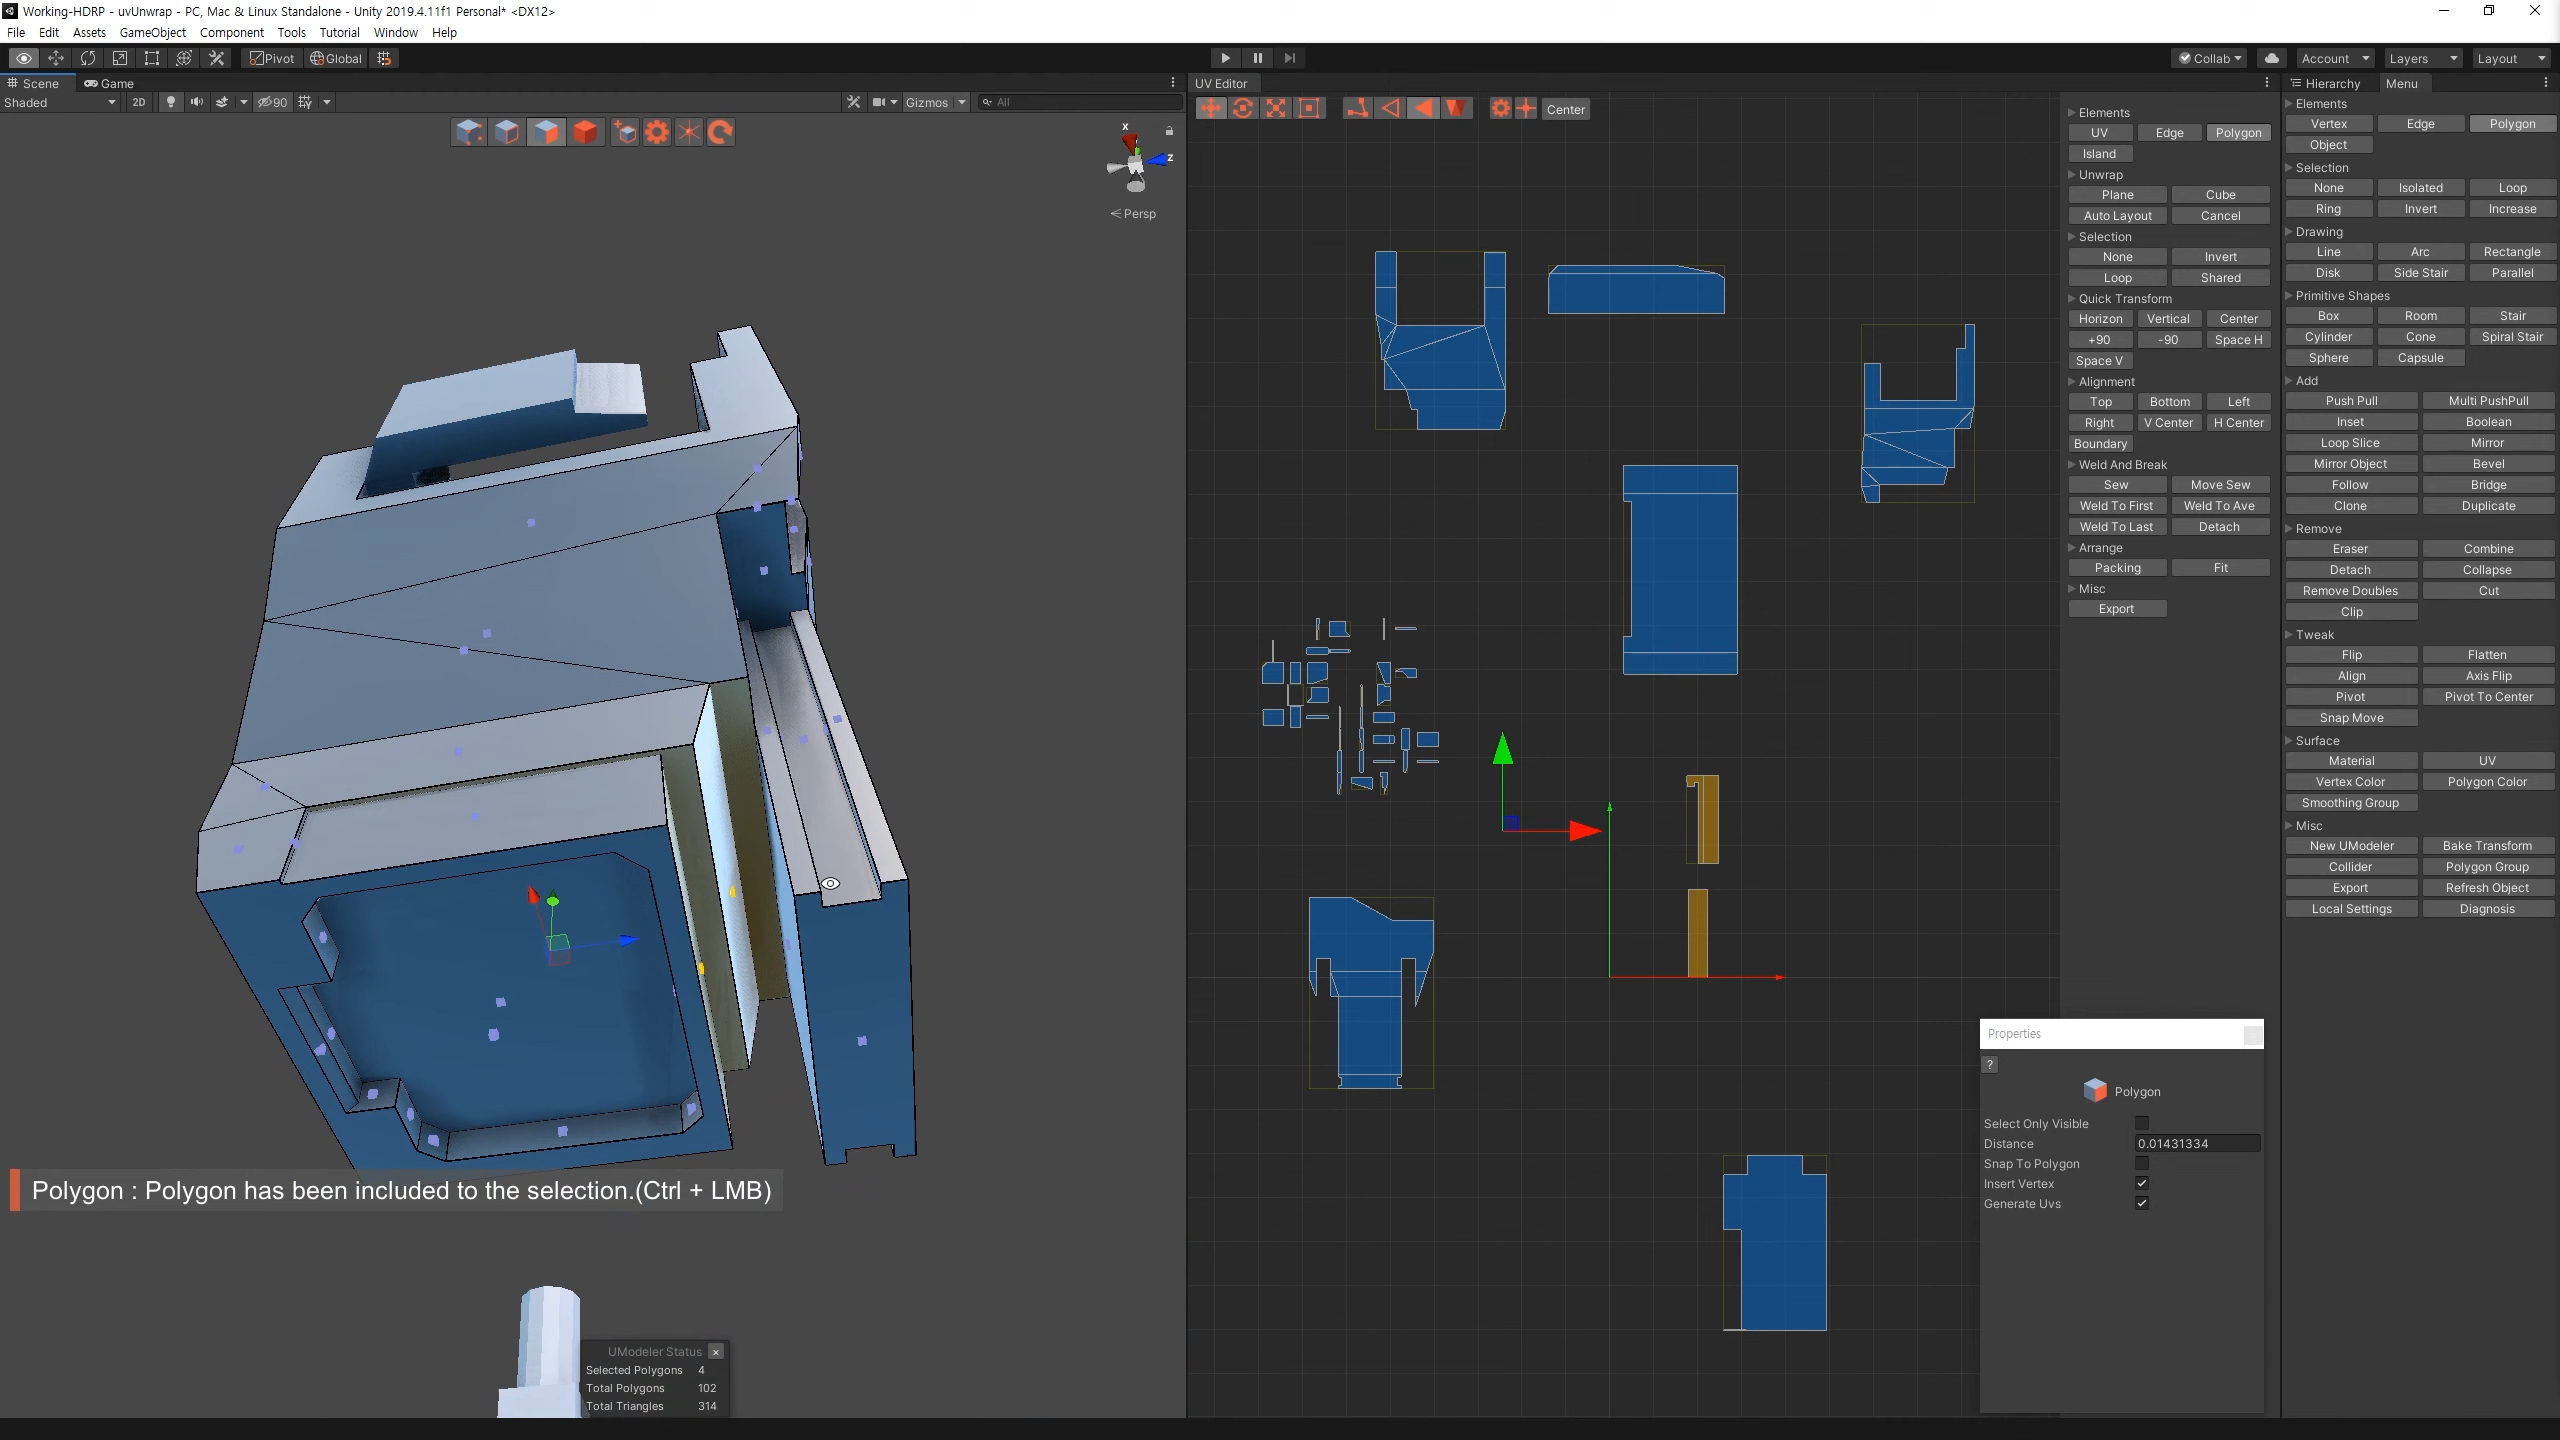 Working-HDRP - uvUnwrap - PC, Mac & Linux Standalone - Unity 2019.4.11f1 Personal* <DX12>
File Edit Assets GameObject Component Tools Tutorial Window Help
Pivot Global Collab Account Layers Layout
Scene Game
Shaded 2D 90 Gizmos All
x
z
Persp
UV Editor
Center
Elements
UV Edge Polygon
Island
Unwrap
Plane Cube
Auto Layout Cancel
Selection
None Invert
Loop Shared
Quick Transform
Horizon Vertical Center
+90 -90 Space H
Space V
Alignment
Top Bottom Left
Right V Center H Center
Boundary
Weld And Break
Sew Move Sew
Weld To First Weld To Ave
Weld To Last Detach
Arrange
Packing Fit
Misc
Export
Hierarchy Menu
Elements
Vertex Edge Polygon
Object
Selection
None Isolated Loop
Ring Invert Increase
Drawing
Line Arc Rectangle
Disk Side Stair Parallel
Primitive Shapes
Box Room Stair
Cylinder Cone Spiral Stair
Sphere Capsule
Add
Push Pull Multi PushPull
Inset Boolean
Loop Slice Mirror
Mirror Object Bevel
Follow Bridge
Clone Duplicate
Remove
Eraser Combine
Detach Collapse
Remove Doubles Cut
Clip
Tweak
Flip Flatten
Align Axis Flip
Pivot Pivot To Center
Snap Move
Surface
Material UV
Vertex Color Polygon Color
Smoothing Group
Misc
New UModeler Bake Transform
Collider Polygon Group
Export Refresh Object
Local Settings Diagnosis
Properties
?
Polygon
Select Only Visible
Distance 0.01431334
Snap To Polygon
Insert Vertex
Generate Uvs
Polygon : Polygon has been included to the selection.(Ctrl + LMB)
UModeler Status
Selected Polygons 4
Total Polygons 102
Total Triangles 314